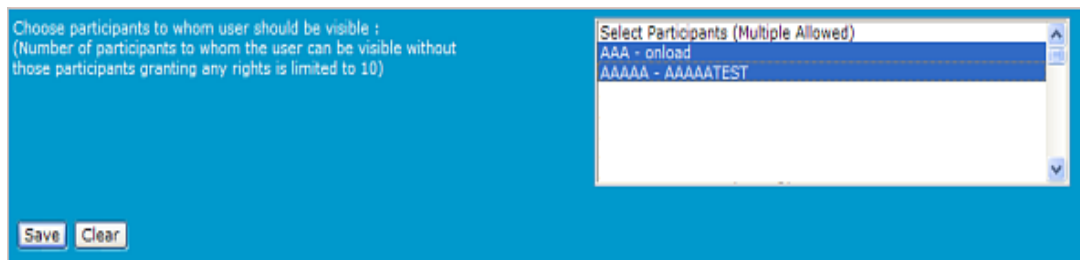 Choose participants to whom user should be visible :
(Number of participants to whom the user can be visible without
those participants granting any rights is limited to 10)
Select Participants (Multiple Allowed)
AAA - onload
AAAAA - AAAAATEST
Save Clear